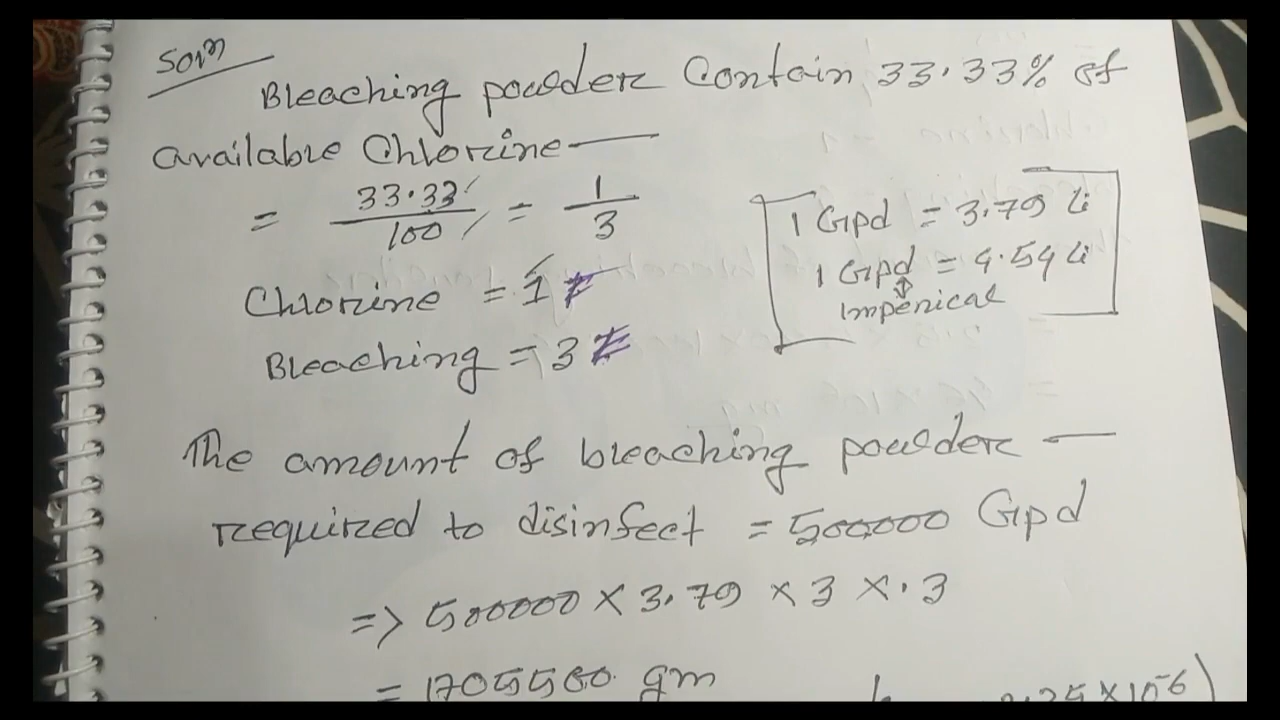 Soln
Bleaching powder Contain 33.33% of
available Chlorine
= 33.33/100 = 1/3
1 Gpd = 3.79 li
1 Gpd = 4.54 li
Imperical
Chlorine = 1
Bleaching = 3
The amount of bleaching powder
required to disinfect = 500000 Gpd
=> 500000 × 3.79 × 3 × .3
= 1705500 gm